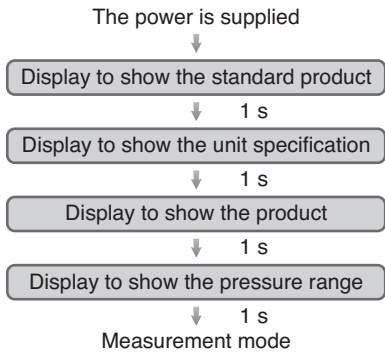 The power is supplied
Display to show the standard product
1 s
Display to show the unit specification
1 s
Display to show the product
1 s
Display to show the pressure range
1 s
Measurement mode